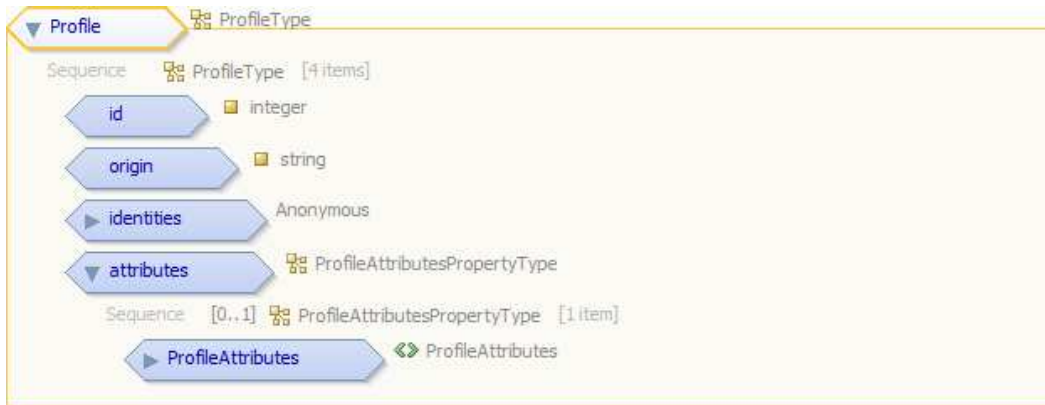 Profile ProfileType
Sequence ProfileType [4 items]
id integer
origin string
identities Anonymous
attributes ProfileAttributesPropertyType
Sequence [0..1] ProfileAttributesPropertyType [1 item]
ProfileAttributes ProfileAttributes